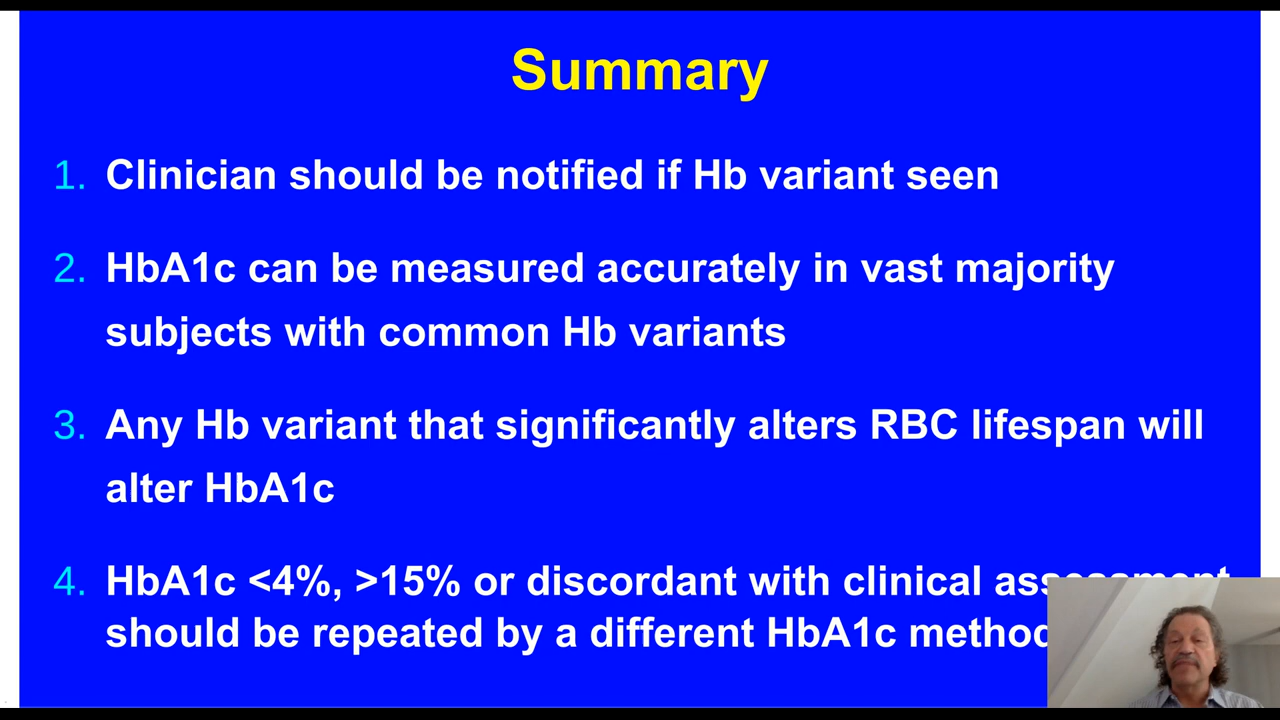 Summary
1. Clinician should be notified if Hb variant seen
2. HbA1c can be measured accurately in vast majority
subjects with common Hb variants
3. Any Hb variant that significantly alters RBC lifespan will
alter HbA1c
4. HbA1c <4%, >15% or discordant with clinical assessment
should be repeated by a different HbA1c method